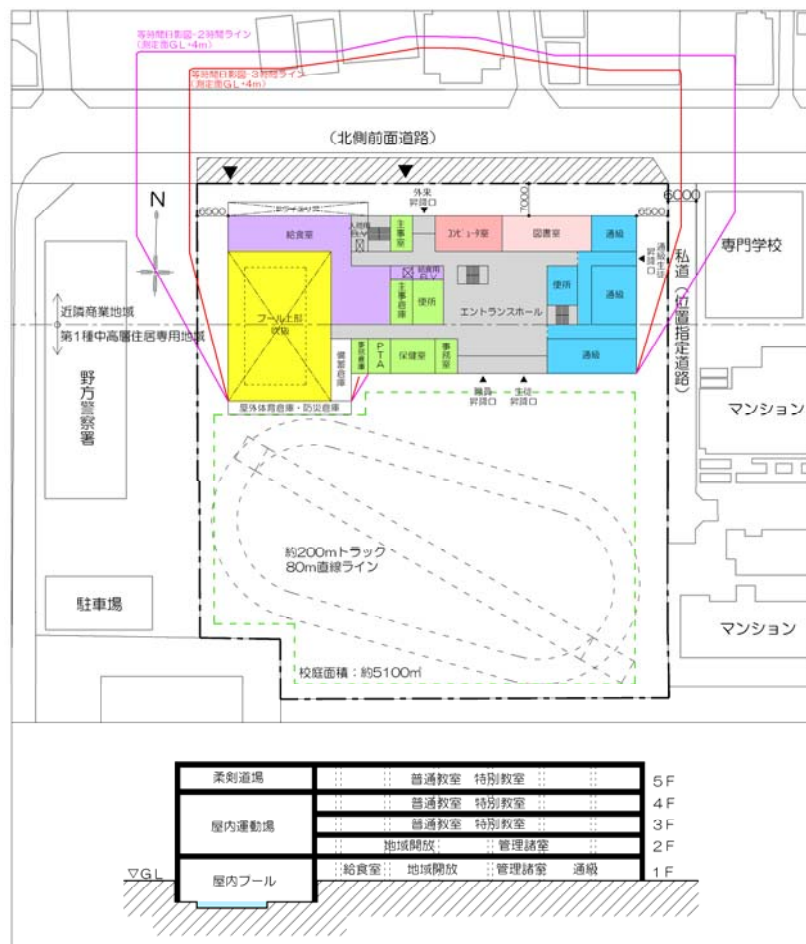 等時間日影図-2時間ライン
(測定面GL+4m)
等時間日影図-3時間ライン
(測定面GL+4m)
(北側前面道路)
N
6500
7000
6500
6000
外来
昇降口
給食室
主事室
コンピュータ室
図書室
通級
通級生徒
昇降口
専門学校
私道(位置指定道路)
給食用
EV
近隣商業地域
第1種中高層住居専用地域
プール上部
吹抜
主事倉庫
便所
エントランスホール
便所
通級
野方警察署
備蓄倉庫
PTA
保健室
事務室
通級
職員
昇降口
生徒
昇降口
屋外体育倉庫・防災倉庫
マンション
約200mトラック
80m直線ライン
駐車場
マンション
校庭面積:約5100㎡
柔剣道場
普通教室 特別教室
5F
屋内運動場
普通教室 特別教室
4F
普通教室 特別教室
3F
地域開放
管理諸室
2F
▽GL
屋内プール
給食室
地域開放
管理諸室
通級
1F